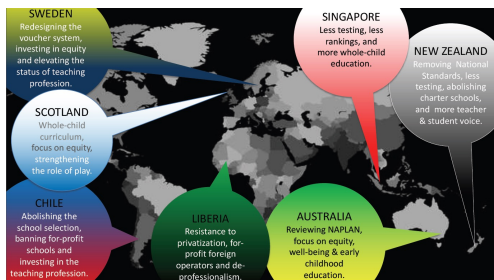 SWEDEN
Redesigning the
voucher system,
investing in equity
and elevating the
status of teaching
profession.
SINGAPORE
Less testing, less
rankings, and
more whole-child
education.
NEW ZEALAND
Removing National
Standards, less
testing, abolishing
charter schools,
and more teacher
& student voice.
SCOTLAND
Whole-child
curriculum,
focus on equity,
strengthening
the role of play.
CHILE
Abolishing the
school selection,
banning for-profit
schools and
investing in the
teaching profession.
LIBERIA
Resistance to
privatization, for-
profit foreign
operators and de-
professionalism.
AUSTRALIA
Reviewing NAPLAN,
focus on equity,
well-being & early
childhood
education.